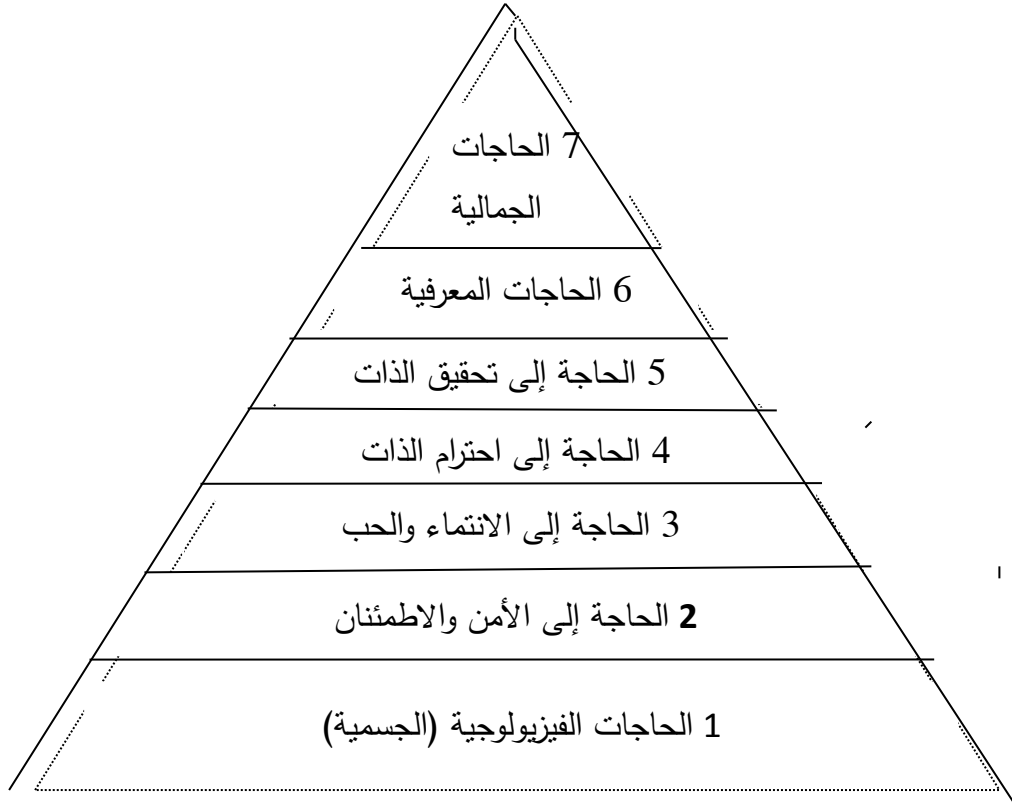 7 الحاجات
الجمالية
6 الحاجات المعرفية
5 الحاجة إلى تحقيق الذات
4 الحاجة إلى احترام الذات
3 الحاجة إلى الانتماء والحب
2 الحاجة إلى الأمن والاطمئنان
1 الحاجات الفيزيولوجية (الجسمية)